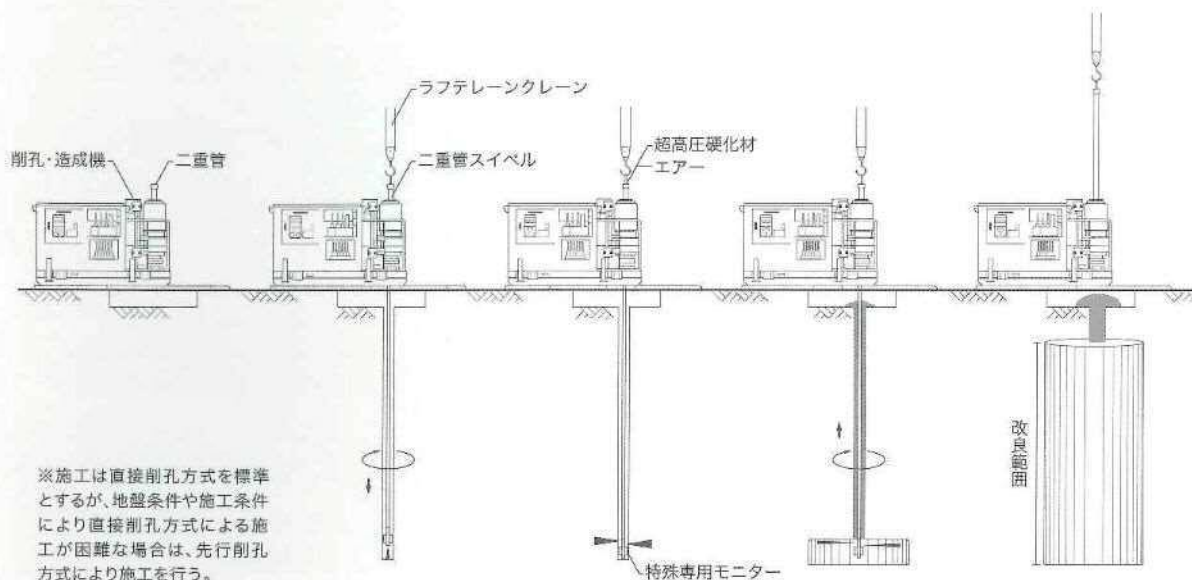 ラフテレーンクレーン
削孔・造成機
二重管
二重管スイベル
超高圧硬化材
エアー
改良範囲
※施工は直接削孔方式を標準
とするが、地盤条件や施工条件
により直接削孔方式による施
工が困難な場合は、先行削孔
方式により施工を行う。
特殊専用モニター